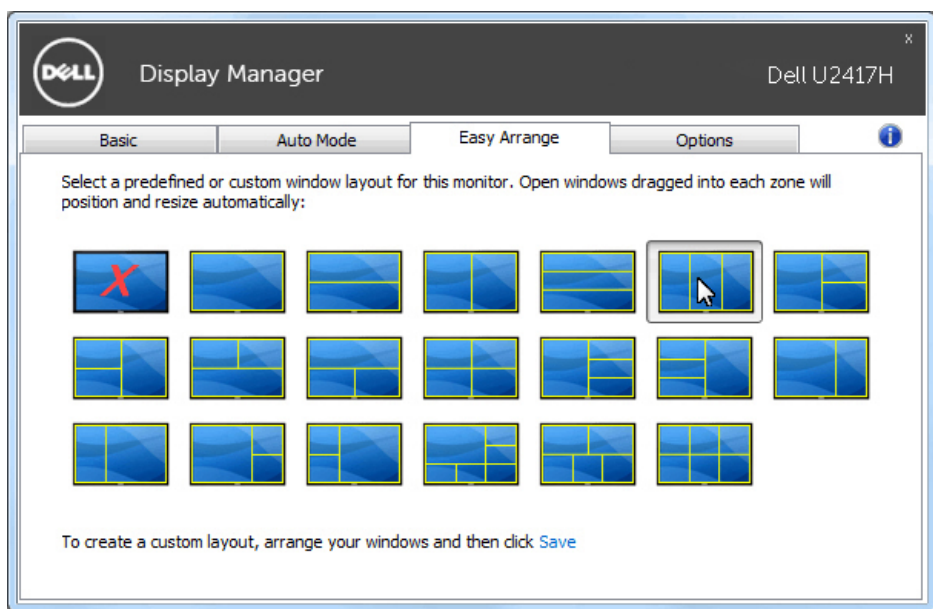 x
DELL
Display Manager
Dell U2417H
Basic
Auto Mode
Easy Arrange
Options
i
Select a predefined or custom window layout for this monitor. Open windows dragged into each zone will
position and resize automatically:
X
To create a custom layout, arrange your windows and then click Save